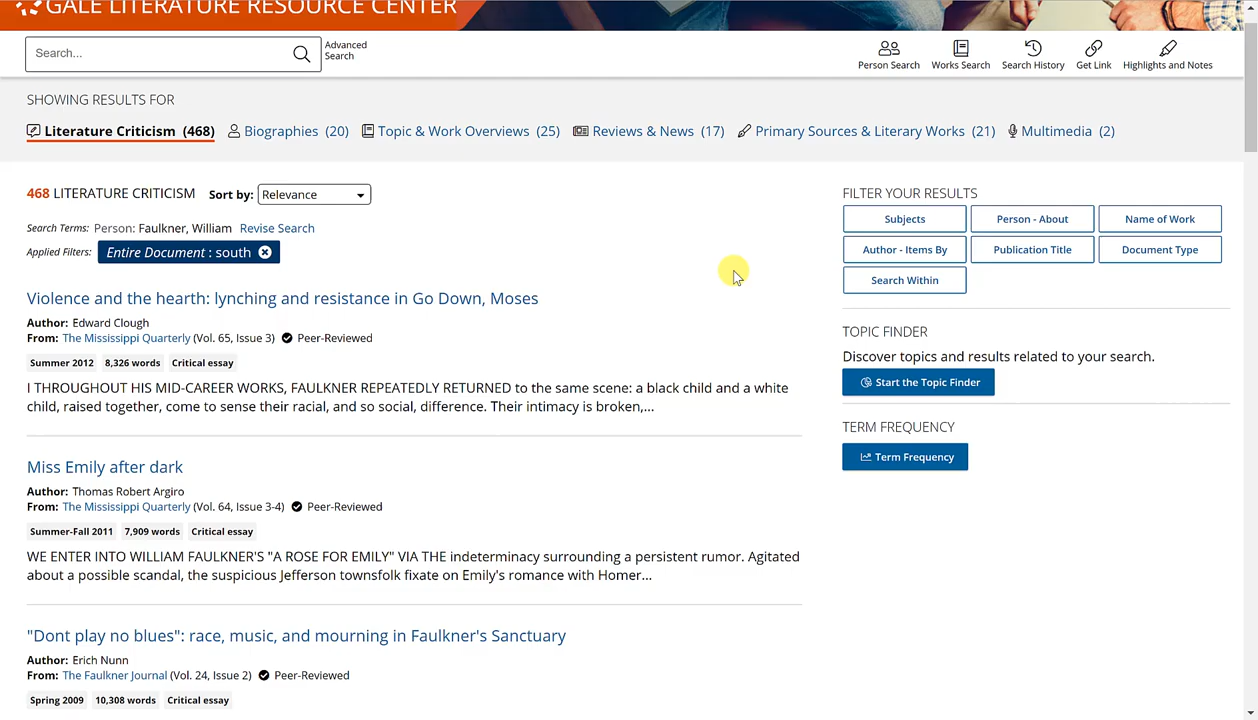 GALE LITERATURE RESOURCE CENTER
Search...
Advanced
Search
Person Search
Works Search
Search History
Get Link
Highlights and Notes
SHOWING RESULTS FOR
Literature Criticism (468)
Biographies (20)
Topic & Work Overviews (25)
Reviews & News (17)
Primary Sources & Literary Works (21)
Multimedia (2)
468 LITERATURE CRITICISM
Sort by: Relevance
Search Terms: Person: Faulkner, William Revise Search
Applied Filters: Entire Document : south
Violence and the hearth: lynching and resistance in Go Down, Moses
Author: Edward Clough
From: The Mississippi Quarterly (Vol. 65, Issue 3) Peer-Reviewed
Summer 2012 8,326 words Critical essay
I THROUGHOUT HIS MID-CAREER WORKS, FAULKNER REPEATEDLY RETURNED to the same scene: a black child and a white
child, raised together, come to sense their racial, and so social, difference. Their intimacy is broken,...
Miss Emily after dark
Author: Thomas Robert Argiro
From: The Mississippi Quarterly (Vol. 64, Issue 3-4) Peer-Reviewed
Summer-Fall 2011 7,909 words Critical essay
WE ENTER INTO WILLIAM FAULKNER'S "A ROSE FOR EMILY" VIA THE indeterminacy surrounding a persistent rumor. Agitated
about a possible scandal, the suspicious Jefferson townsfolk fixate on Emily's romance with Homer...
"Dont play no blues": race, music, and mourning in Faulkner's Sanctuary
Author: Erich Nunn
From: The Faulkner Journal (Vol. 24, Issue 2) Peer-Reviewed
Spring 2009 10,308 words Critical essay
FILTER YOUR RESULTS
Subjects
Person - About
Name of Work
Author - Items By
Publication Title
Document Type
Search Within
TOPIC FINDER
Discover topics and results related to your search.
Start the Topic Finder
TERM FREQUENCY
Term Frequency